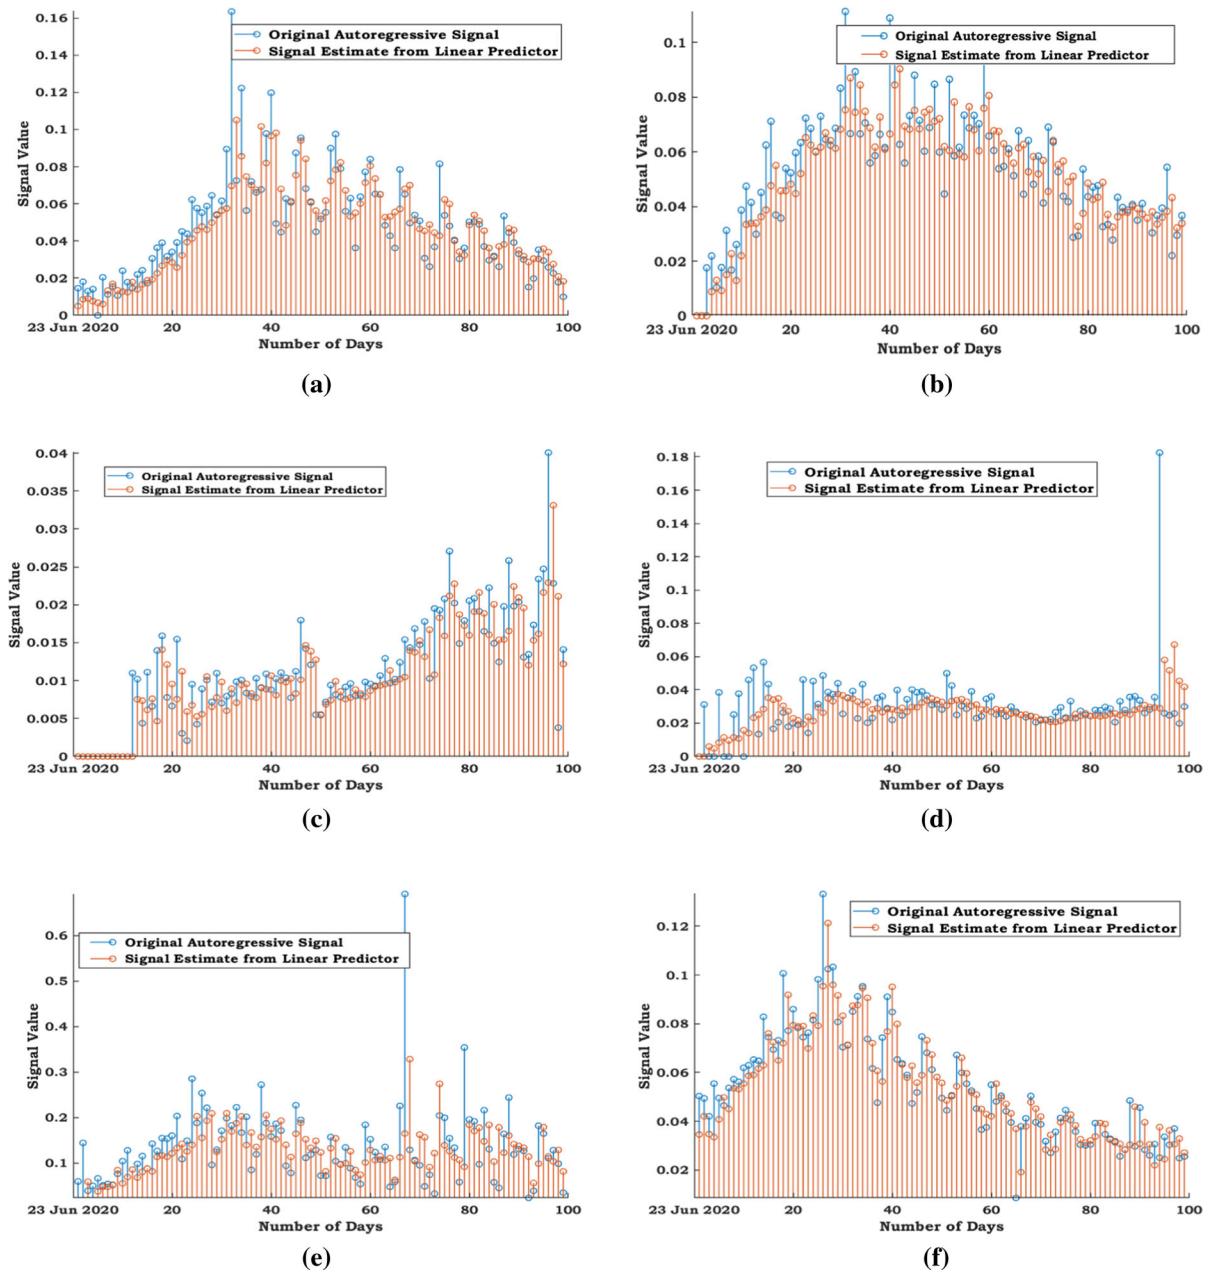 0.16
0.14
0.12
0.1
0.08
0.06
0.04
0.02
0
Signal Value
Original Autoregressive Signal
Signal Estimate from Linear Predictor
23 Jun 2020 20 40 60 80 100
Number of Days
(a)
0.1
0.08
0.06
0.04
0.02
0
Signal Value
Original Autoregressive Signal
Signal Estimate from Linear Predictor
23 Jun 2020 20 40 60 80 100
Number of Days
(b)
0.04
0.035
0.03
0.025
0.02
0.015
0.01
0.005
0
Signal Value
Original Autoregressive Signal
Signal Estimate from Linear Predictor
23 Jun 2020 20 40 60 80 100
Number of Days
(c)
0.18
0.16
0.14
0.12
0.1
0.08
0.06
0.04
0.02
0
Signal Value
Original Autoregressive Signal
Signal Estimate from Linear Predictor
23 Jun 2020 20 40 60 80 100
Number of Days
(d)
0.6
0.5
0.4
0.3
0.2
0.1
Signal Value
Original Autoregressive Signal
Signal Estimate from Linear Predictor
23 Jun 2020 20 40 60 80 100
Number of Days
(e)
0.12
0.1
0.08
0.06
0.04
0.02
Signal Value
Original Autoregressive Signal
Signal Estimate from Linear Predictor
23 Jun 2020 20 40 60 80 100
Number of Days
(f)